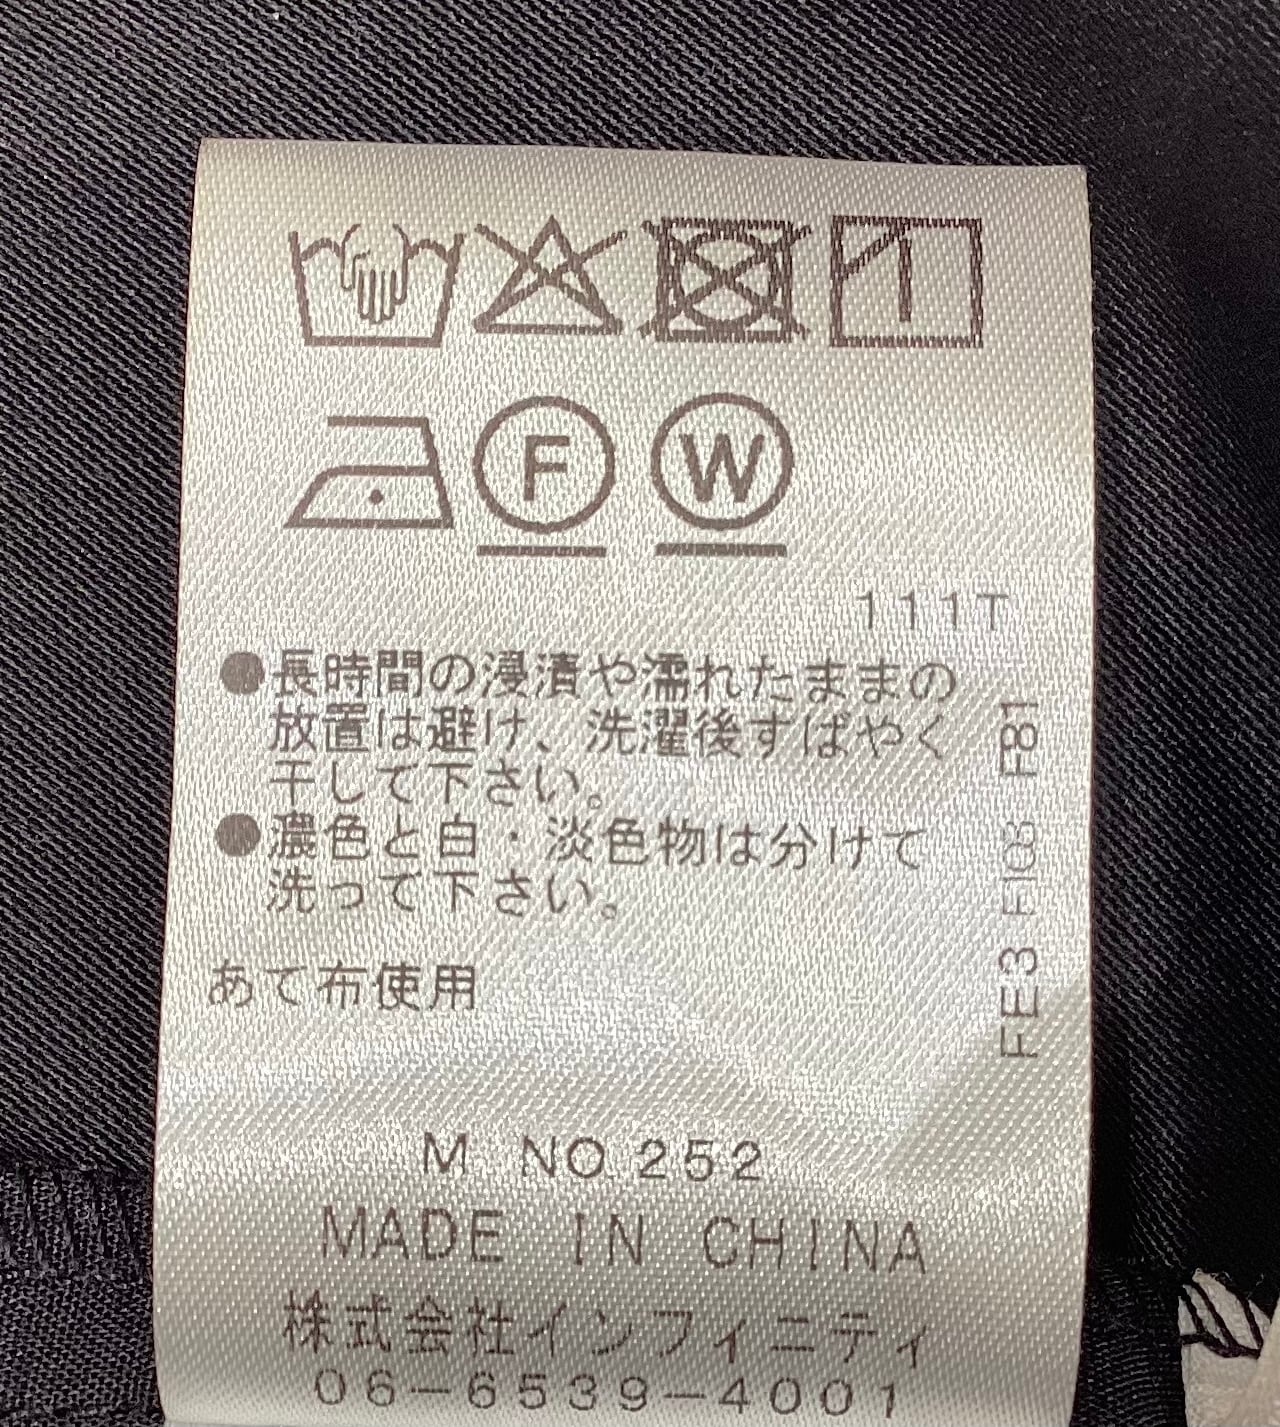 F
W
111T
●長時間の浸漬や濡れたままの
放置は避け、洗濯後すばやく
干して下さい。
●濃色と白・淡色物は分けて
洗って下さい。
あて布使用
FE3 F108 F81
M NO.252
MADE IN CHINA
株式会社インフィニティ
06-6539-4001